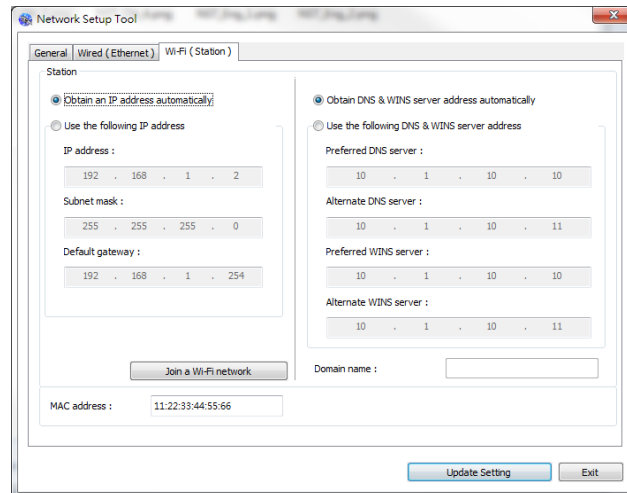 Network Setup Tool
General Wired (Ethernet) Wi-Fi (Station)
Station
Obtain an IP address automatically
Use the following IP address
IP address :
192 . 168 . 1 . 2
Subnet mask :
255 . 255 . 255 . 0
Default gateway :
192 . 168 . 1 . 254
Join a Wi-Fi network
Obtain DNS & WINS server address automatically
Use the following DNS & WINS server address
Preferred DNS server :
10 . 1 . 10 . 10
Alternate DNS server :
10 . 1 . 10 . 11
Preferred WINS server :
10 . 1 . 10 . 10
Alternate WINS server :
10 . 1 . 10 . 11
Domain name :
MAC address : 11:22:33:44:55:66
Update Setting Exit